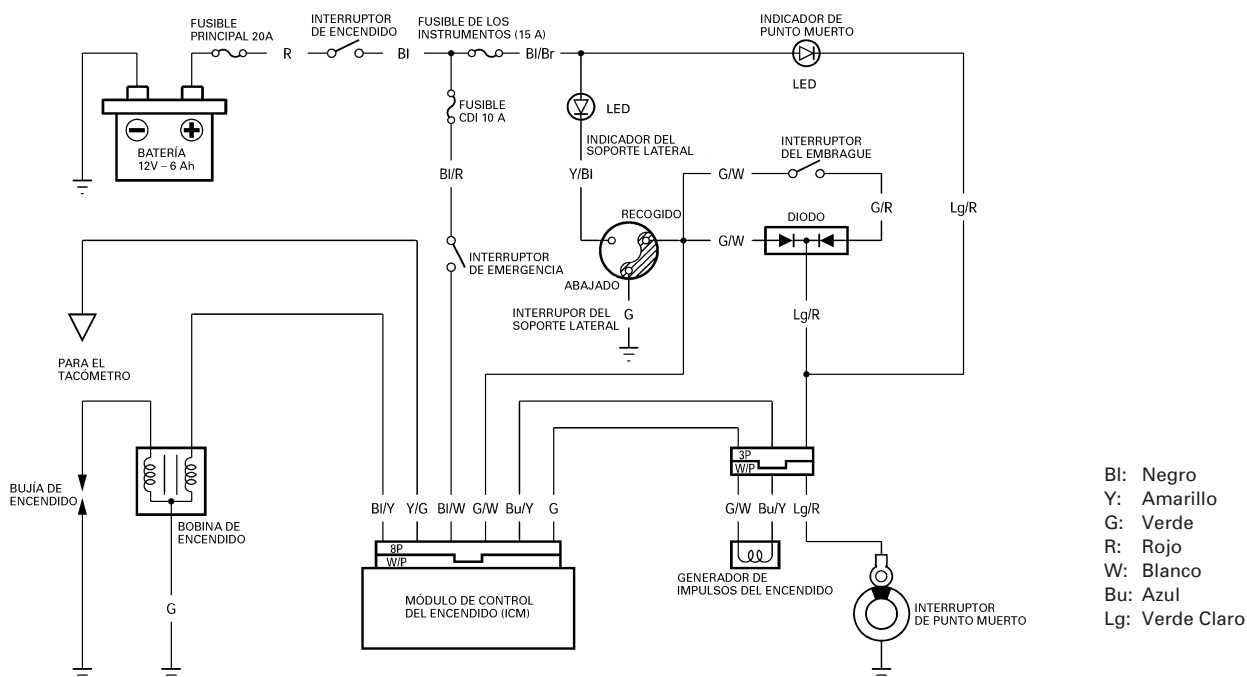 FUSIBLE
PRINCIPAL 20A
INTERRUPTOR
DE ENCENDIDO
FUSIBLE DE LOS
INSTRUMENTOS (15 A)
INDICADOR DE
PUNTO MUERTO
R
Bl
Bl/Br
LED
FUSIBLE
CDI 10 A
LED
BATERÍA
12V – 6 Ah
INDICADOR DEL
SOPORTE LATERAL
INTERRUPTOR
DEL EMBRAGUE
Bl/R
Y/Bl
G/W
G/R
Lg/R
RECOGIDO
DIODO
G/W
INTERRUPTOR
DE EMERGENCIA
ABAJADO
INTERRUPOR DEL
SOPORTE LATERAL
G
Lg/R
PARA EL
TACÓMETRO
BUJÍA DE
ENCENDIDO
BOBINA DE
ENCENDIDO
3P
W/P
Bl/Y
Y/G
Bl/W
G/W
Bu/Y
G
G/W
Bu/Y
Lg/R
8P
W/P
G
MÓDULO DE CONTROL
DEL ENCENDIDO (ICM)
GENERADOR DE
IMPULSOS DEL ENCENDIDO
INTERRUPTOR
DE PUNTO MUERTO
Bl: Negro
Y: Amarillo
G: Verde
R: Rojo
W: Blanco
Bu: Azul
Lg: Verde Claro